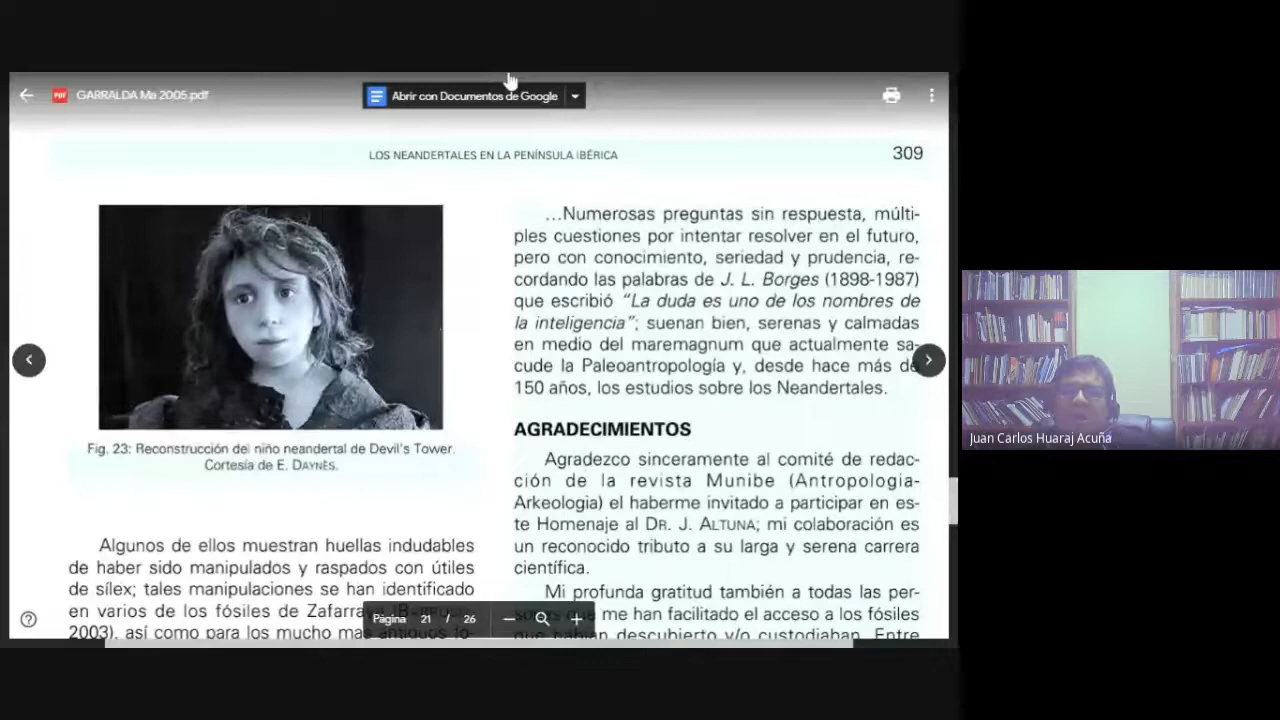 GARRALDA Ma 2005.pdf
Abrir con Documentos de Google
LOS NEANDERTALES EN LA PENÍNSULA IBÉRICA
309
Fig. 23: Reconstrucción del niño neandertal de Devil's Tower.
Cortesía de E. DAYNÈS.
Algunos de ellos muestran huellas indudables
de haber sido manipulados y raspados con útiles
de sílex; tales manipulaciones se han identificado
en varios de los fósiles de Zafarraya
2003), así como para los mucho mas antiguos
…Numerosas preguntas sin respuesta, múlti-
ples cuestiones por intentar resolver en el futuro,
pero con conocimiento, seriedad y prudencia, re-
cordando las palabras de J. L. Borges (1898-1987)
que escribió “La duda es uno de los nombres de
la inteligencia”; suenan bien, serenas y calmadas
en medio del maremagnum que actualmente sa-
cude la Paleoantropología y, desde hace más de
150 años, los estudios sobre los Neandertales.
AGRADECIMIENTOS
Agradezco sinceramente al comité de redac-
ción de la revista Munibe (Antropologia-
Arkeologia) el haberme invitado a participar en es-
te Homenaje al DR. J. ALTUNA; mi colaboración es
un reconocido tributo a su larga y serena carrera
científica.
Mi profunda gratitud también a todas las per-
sonas que me han facilitado el acceso a los fósiles
que habían descubierto y/o custodiaban. Entre
Página 21 / 26
Juan Carlos Huaraj Acuña